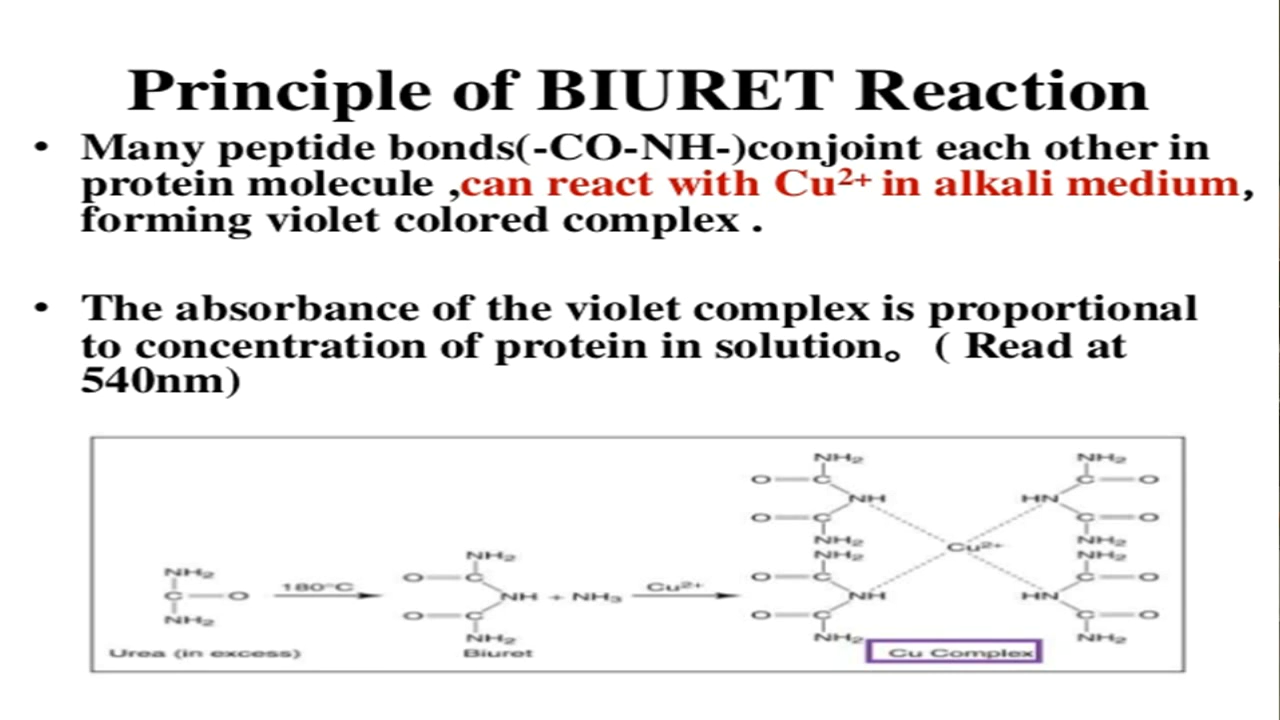 Principle of BIURET Reaction
• Many peptide bonds(-CO-NH-)conjoint each other in
protein molecule ,can react with Cu²⁺ in alkali medium,
forming violet colored complex .
• The absorbance of the violet complex is proportional
to concentration of protein in solution。 ( Read at
540nm)
NH₂ NH₂
O C C O
NH HN
O C C O
NH₂ Cu²⁺ NH₂
NH₂ NH₂ NH₂
NH₂ 180°C O C O C C O
C O NH + NH₃ Cu²⁺ NH HN
NH₂ O C O C C O
NH₂ NH₂ NH₂
Urea (in excess) Biuret Cu Complex